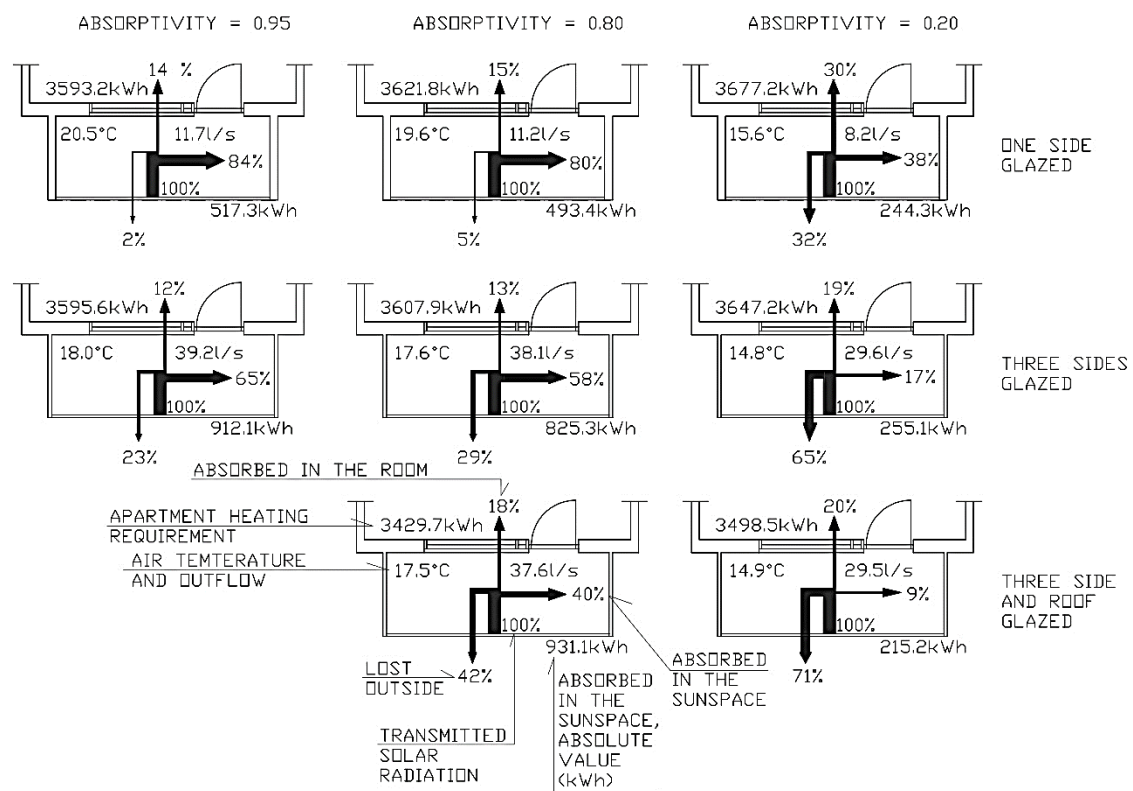 ABSORPTIVITY = 0.95
ABSORPTIVITY = 0.80
ABSORPTIVITY = 0.20
14 %
3593.2kWh
20.5°C
11.7l/s
84%
100%
517.3kWh
2%
15%
3621.8kWh
19.6°C
11.2l/s
80%
100%
493.4kWh
5%
30%
3677.2kWh
15.6°C
8.2l/s
38%
100%
244.3kWh
32%
ONE SIDE
GLAZED
12%
3595.6kWh
18.0°C
39.2l/s
65%
100%
912.1kWh
23%
13%
3607.9kWh
17.6°C
38.1l/s
58%
100%
825.3kWh
29%
19%
3647.2kWh
14.8°C
29.6l/s
17%
100%
255.1kWh
65%
THREE SIDES
GLAZED
ABSORBED IN THE ROOM
APARTMENT HEATING
REQUIREMENT
AIR TEMTERATURE
AND OUTFLOW
18%
3429.7kWh
17.5°C
37.6l/s
40%
100%
931.1kWh
42%
LOST
OUTSIDE
TRANSMITTED
SOLAR
RADIATION
ABSORBED
IN THE
SUNSPACE,
ABSOLUTE
VALUE
(kWh)
ABSORBED
IN THE
SUNSPACE
20%
3498.5kWh
14.9°C
29.5l/s
9%
100%
215.2kWh
71%
THREE SIDE
AND ROOF
GLAZED